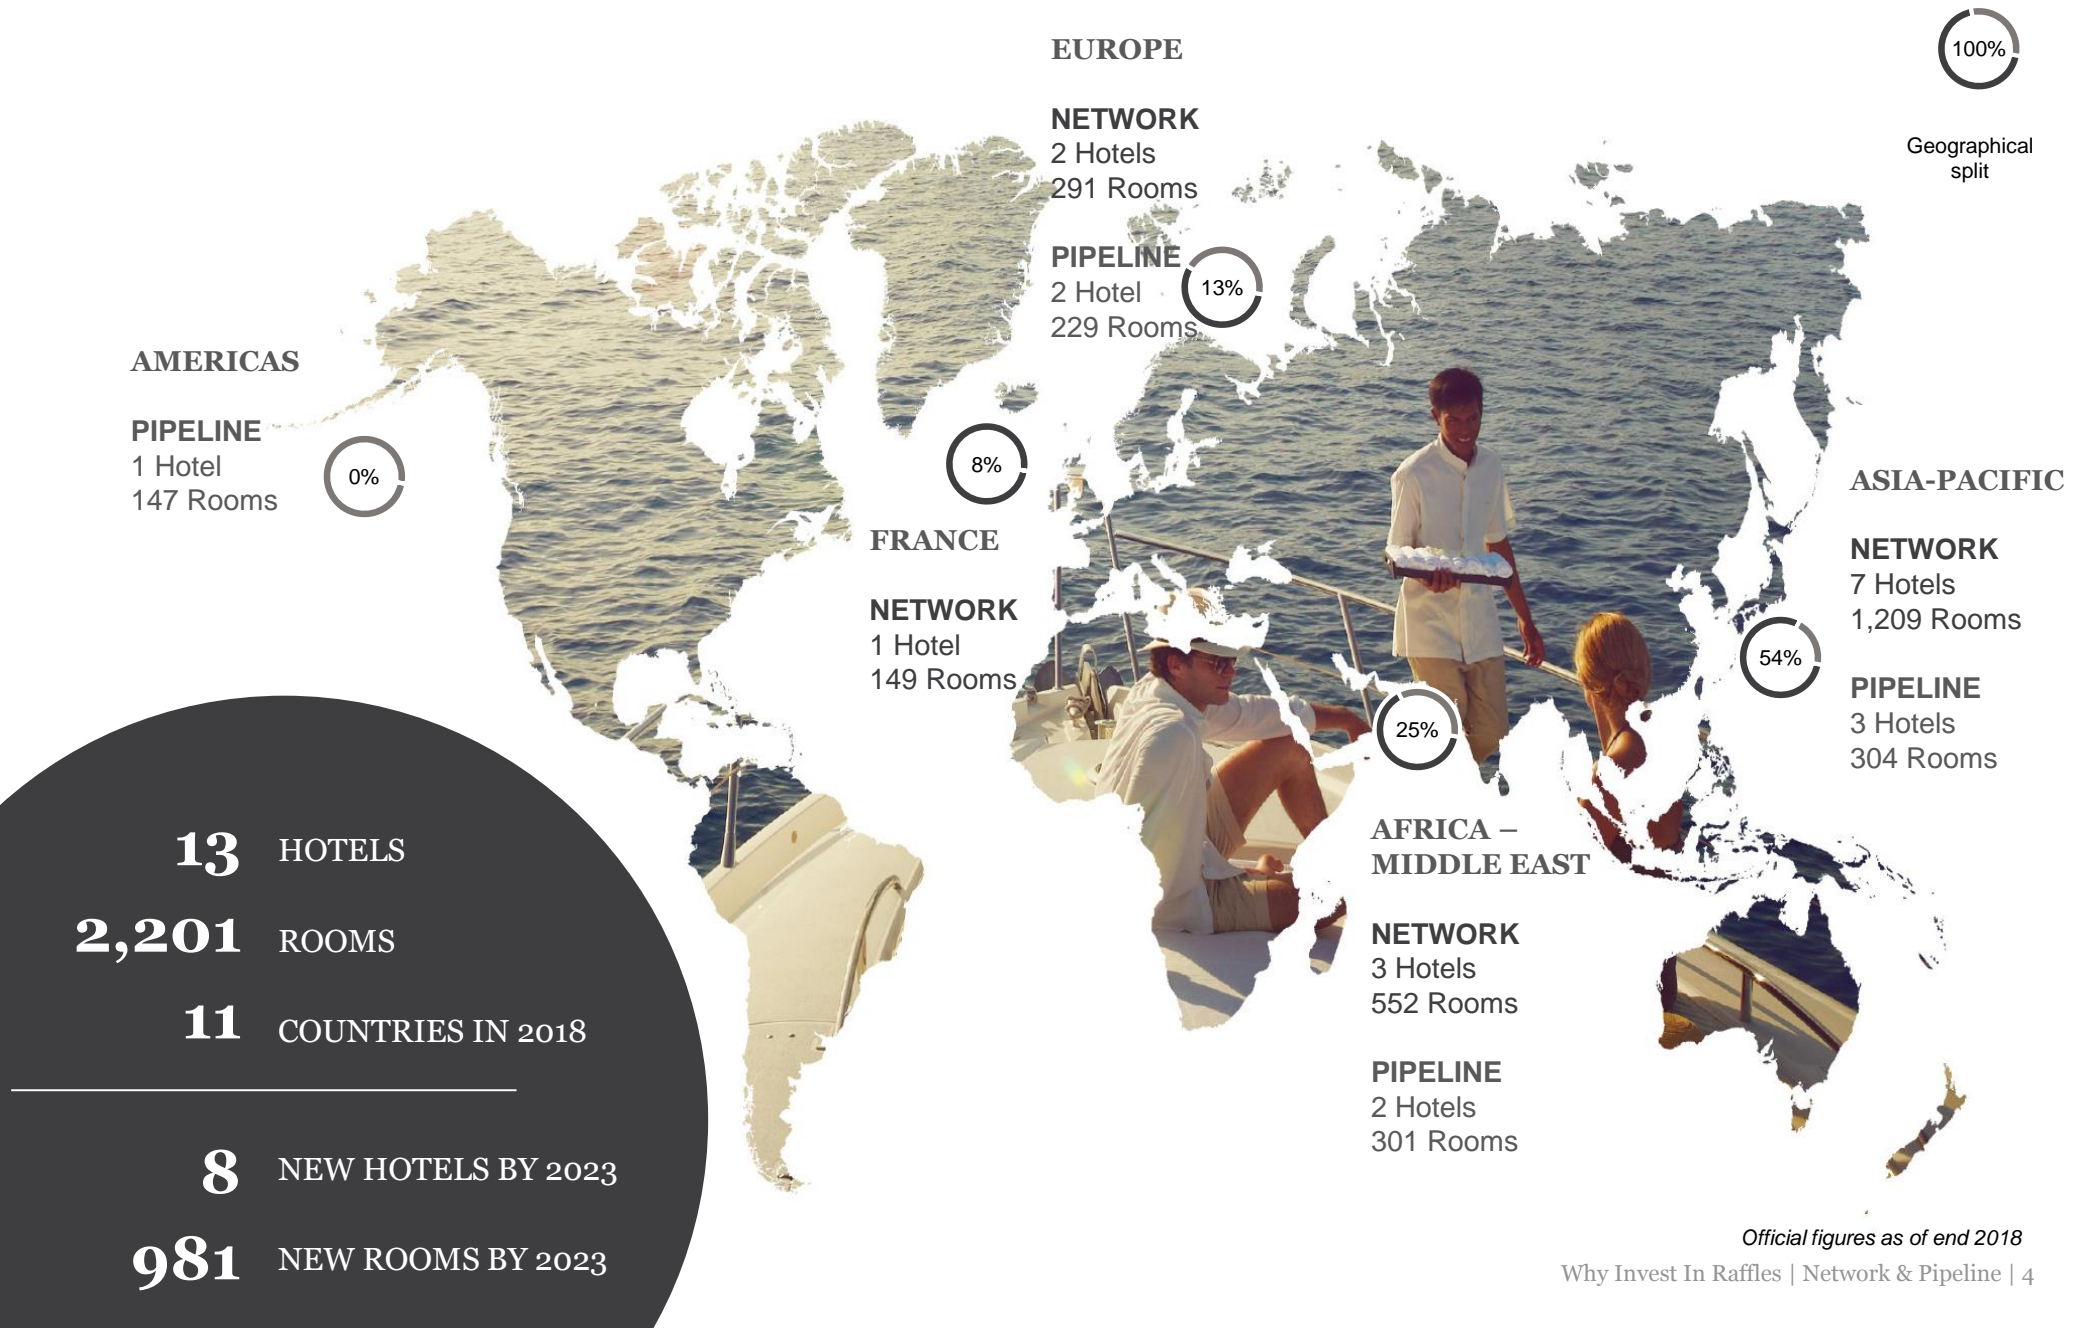 EUROPE
NETWORK
2 Hotels
291 Rooms
PIPELINE
2 Hotel
229 Rooms
13%
100%
Geographical
split
AMERICAS
PIPELINE
1 Hotel
147 Rooms
0%
8%
FRANCE
NETWORK
1 Hotel
149 Rooms
ASIA-PACIFIC
NETWORK
7 Hotels
1,209 Rooms
54%
PIPELINE
3 Hotels
304 Rooms
25%
AFRICA –
MIDDLE EAST
NETWORK
3 Hotels
552 Rooms
PIPELINE
2 Hotels
301 Rooms
13 HOTELS
2,201 ROOMS
11 COUNTRIES IN 2018
8 NEW HOTELS BY 2023
981 NEW ROOMS BY 2023
Official figures as of end 2018
Why Invest In Raffles | Network & Pipeline | 4